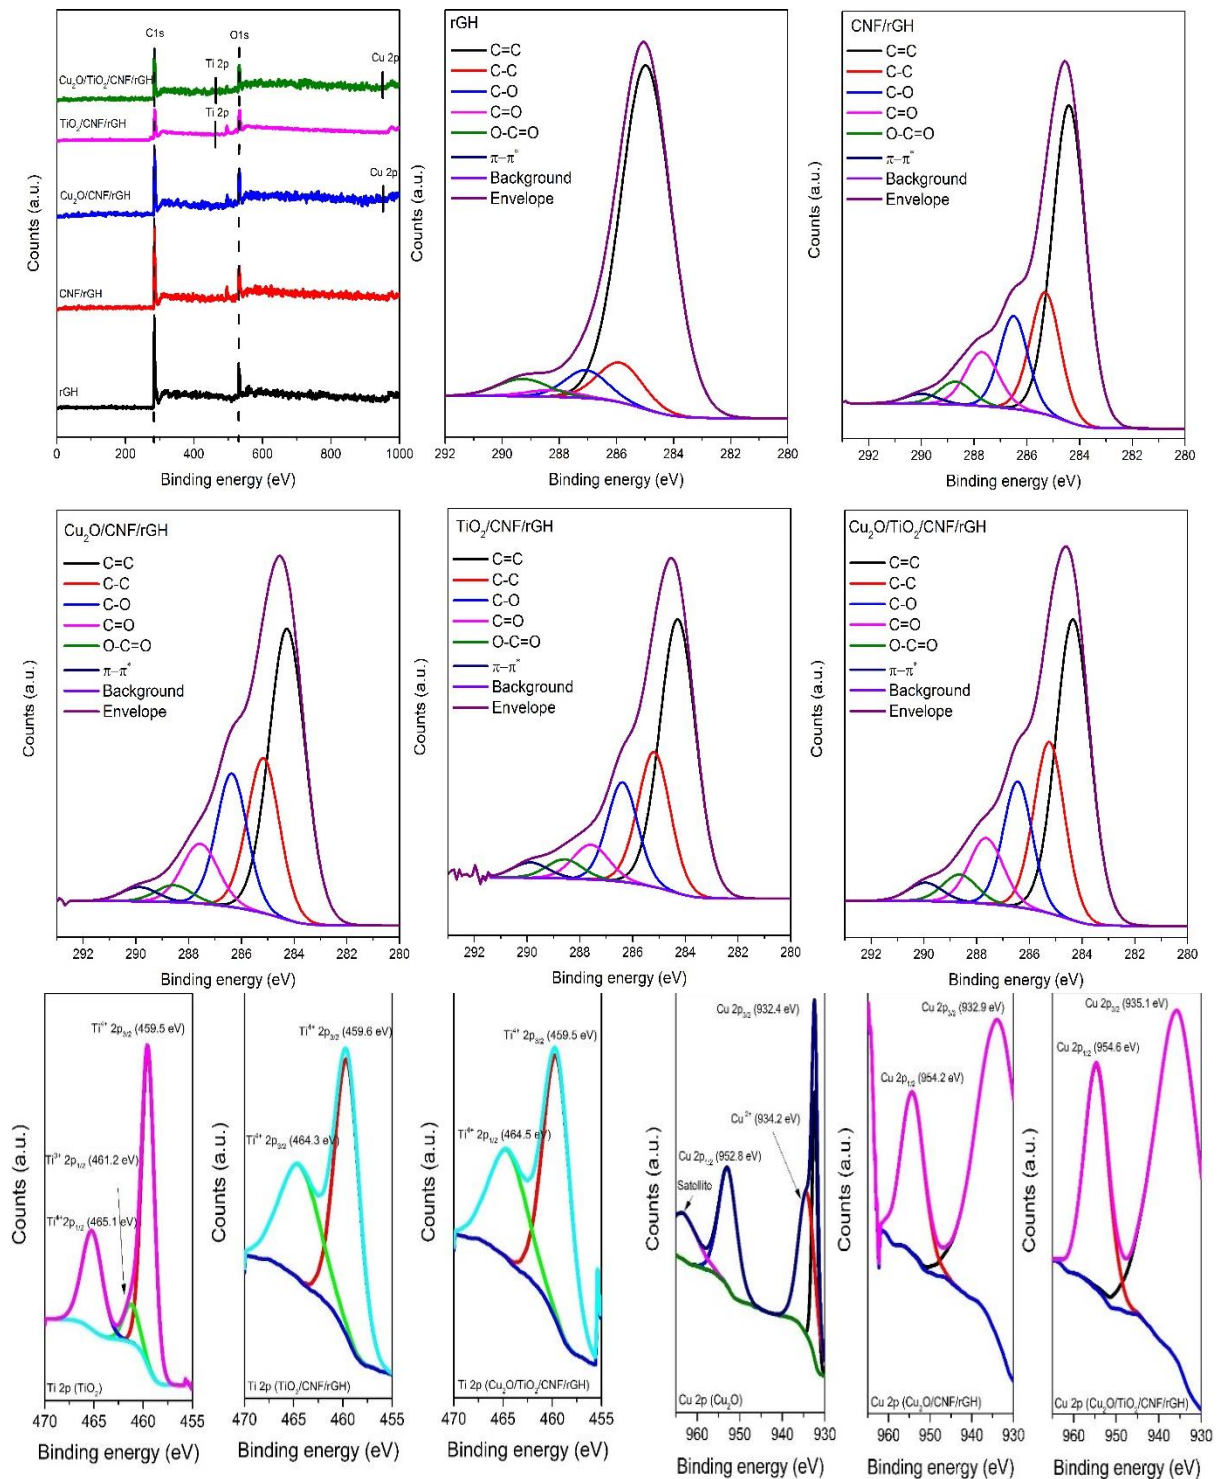 C1s
O1s
Ti 2p
Cu 2p
Cu₂O/TiO₂/CNF/rGH
Ti 2p
TiO₂/CNF/rGH
Cu 2p
Cu₂O/CNF/rGH
CNF/rGH
rGH
Counts (a.u.)
0 200 400 600 800 1000
Binding energy (eV)
rGH
C=C
C-C
C-O
C=O
O-C=O
π−π*
Background
Envelope
Counts (a.u.)
292 290 288 286 284 282 280
Binding energy (eV)
CNF/rGH
C=C
C-C
C-O
C=O
O-C=O
π−π*
Background
Envelope
Counts (a.u.)
292 290 288 286 284 282 280
Binding energy (eV)
Cu₂O/CNF/rGH
C=C
C-C
C-O
C=O
O-C=O
π−π*
Background
Envelope
Counts (a.u.)
292 290 288 286 284 282 280
Binding energy (eV)
TiO₂/CNF/rGH
C=C
C-C
C-O
C=O
O-C=O
π−π*
Background
Envelope
Counts (a.u.)
292 290 288 286 284 282 280
Binding energy (eV)
Cu₂O/TiO₂/CNF/rGH
C=C
C-C
C-O
C=O
O-C=O
π−π*
Background
Envelope
Counts (a.u.)
292 290 288 286 284 282 280
Binding energy (eV)
Ti⁴⁺ 2p₃/₂ (459.5 eV)
Ti³⁺ 2p₁/₂
(461.2 eV)
Ti⁴⁺2p₁/₂ (465.1 eV)
Counts (a.u.)
Ti 2p (TiO₂)
470 465 460 455
Binding energy (eV)
Ti⁴⁺ 2p₃/₂ (459.6 eV)
Ti⁴⁺ 2p₃/₂ (464.3 eV)
Counts (a.u.)
Ti 2p (TiO₂/CNF/rGH)
470 465 460 455
Binding energy (eV)
Ti⁴⁺ 2p₃/₂ (459.5 eV)
Ti⁴⁺ 2p₁/₂ (464.5 eV)
Counts (a.u.)
Ti 2p (Cu₂O/TiO₂/CNF/rGH)
470 465 460 455
Binding energy (eV)
Cu 2p₃/₂ (932.4 eV)
Cu²⁺
(934.2 eV)
Cu 2p₁/₂ (952.8 eV)
Satellite
Counts (a.u.)
Cu 2p (Cu₂O)
960 950 940 930
Binding energy (eV)
Cu 2p₃/₂ (932.9 eV)
Cu 2p₁/₂
(954.2 eV)
Counts (a.u.)
Cu 2p (Cu₂O/CNF/rGH)
960 950 940 930
Binding energy (eV)
Cu 2p₃/₂ (935.1 eV)
Cu 2p₁/₂ (954.6 eV)
Counts (a.u.)
Cu 2p (Cu₂O/TiO₂/CNF/rGH)
960 950 940 930
Binding energy (eV)